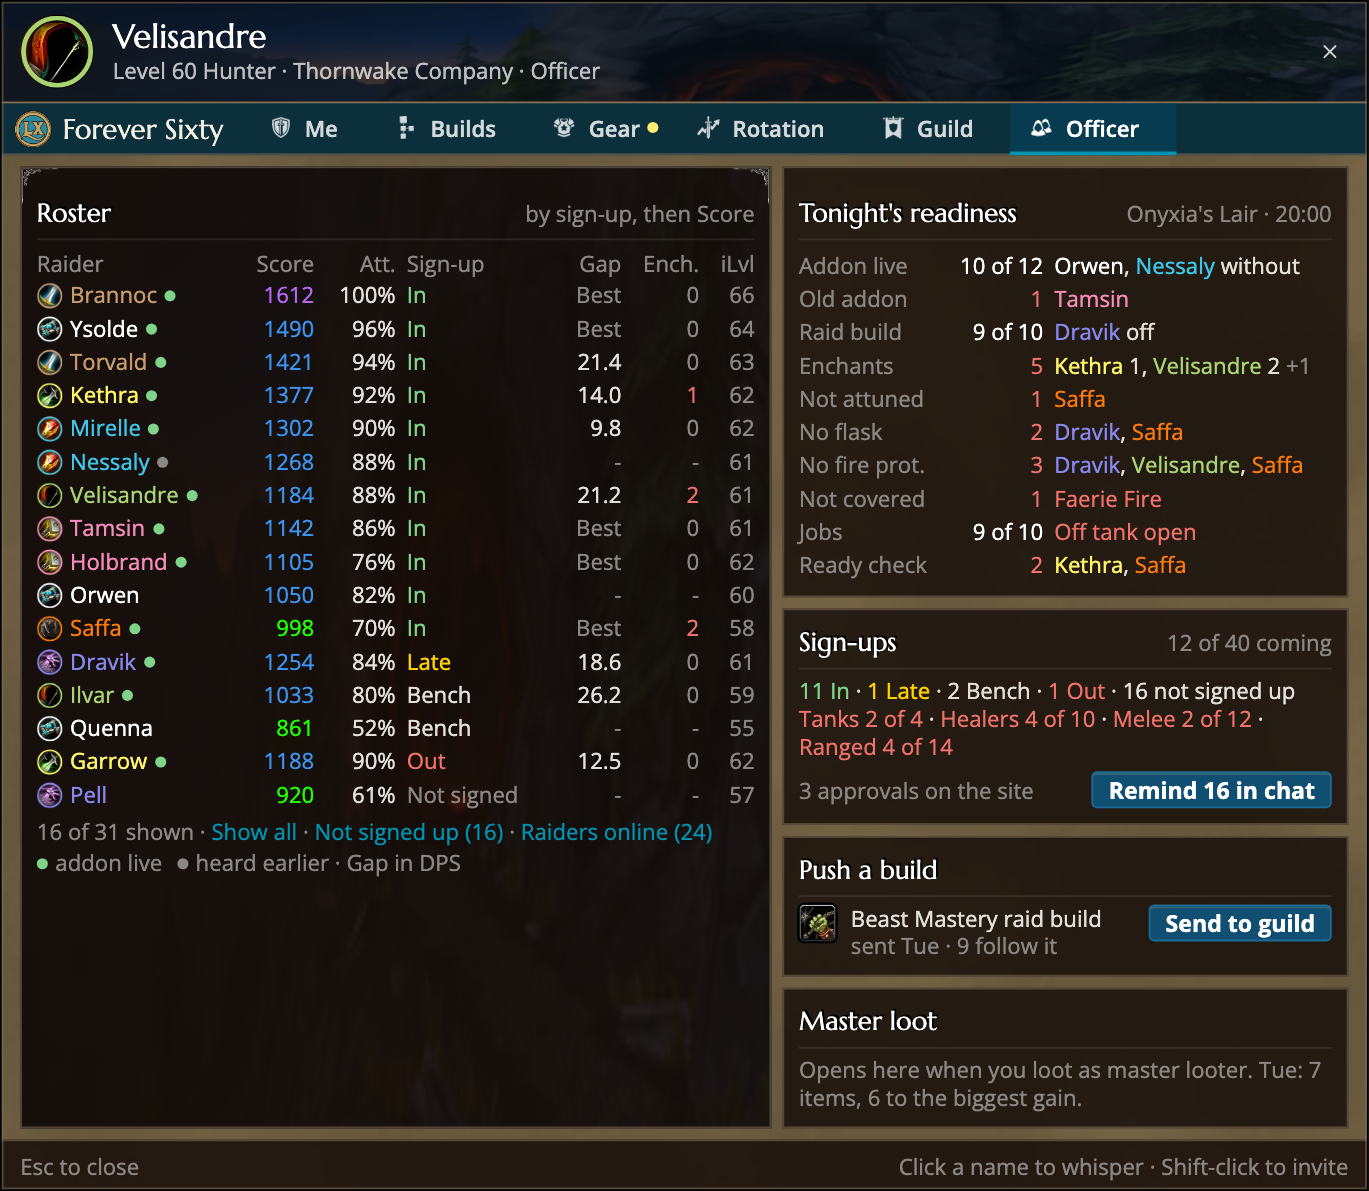 Velisandre
Level 60 Hunter · Thornwake Company · Officer
×
LX Forever Sixty Me Builds Gear Rotation Guild Officer
Roster by sign-up, then Score
Raider Score Att. Sign-up Gap Ench. iLvl
Brannoc 1612 100% In Best 0 66
Ysolde 1490 96% In Best 0 64
Torvald 1421 94% In 21.4 0 63
Kethra 1377 92% In 14.0 1 62
Mirelle 1302 90% In 9.8 0 62
Nessaly 1268 88% In - - 61
Velisandre 1184 88% In 21.2 2 61
Tamsin 1142 86% In Best 0 61
Holbrand 1105 76% In Best 0 62
Orwen 1050 82% In - - 60
Saffa 998 70% In Best 2 58
Dravik 1254 84% Late 18.6 0 61
Ilvar 1033 80% Bench 26.2 0 59
Quenna 861 52% Bench - - 55
Garrow 1188 90% Out 12.5 0 62
Pell 920 61% Not signed - - 57
16 of 31 shown · Show all · Not signed up (16) · Raiders online (24)
addon live heard earlier · Gap in DPS
Tonight's readiness Onyxia's Lair · 20:00
Addon live 10 of 12 Orwen, Nessaly without
Old addon 1 Tamsin
Raid build 9 of 10 Dravik off
Enchants 5 Kethra 1, Velisandre 2 +1
Not attuned 1 Saffa
No flask 2 Dravik, Saffa
No fire prot. 3 Dravik, Velisandre, Saffa
Not covered 1 Faerie Fire
Jobs 9 of 10 Off tank open
Ready check 2 Kethra, Saffa
Sign-ups 12 of 40 coming
11 In · 1 Late · 2 Bench · 1 Out · 16 not signed up
Tanks 2 of 4 · Healers 4 of 10 · Melee 2 of 12 ·
Ranged 4 of 14
3 approvals on the site Remind 16 in chat
Push a build
Beast Mastery raid build Send to guild
sent Tue · 9 follow it
Master loot
Opens here when you loot as master looter. Tue: 7
items, 6 to the biggest gain.
Esc to close Click a name to whisper · Shift-click to invite